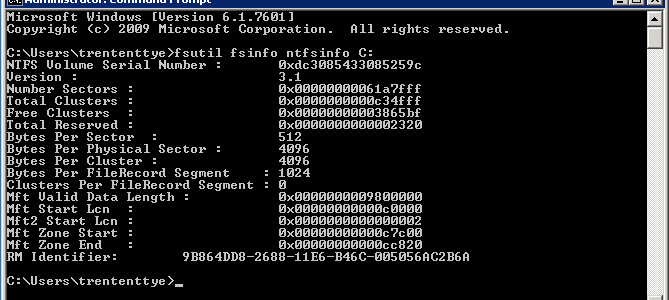 Administrator: Command Prompt
Microsoft Windows [Version 6.1.7601]
Copyright (c) 2009 Microsoft Corporation.  All rights reserved.
C:\Users\trententtye>fsutil fsinfo ntfsinfo C:
NTFS Volume Serial Number :       0xdc3085433085259c
Version :                         3.1
Number Sectors :                  0x00000000061a7fff
Total Clusters :                  0x0000000000c34fff
Free Clusters  :                  0x00000000003865bf
Total Reserved :                  0x0000000000002320
Bytes Per Sector  :               512
Bytes Per Physical Sector :       4096
Bytes Per Cluster :               4096
Bytes Per FileRecord Segment    : 1024
Clusters Per FileRecord Segment : 0
Mft Valid Data Length :           0x0000000009800000
Mft Start Lcn  :                  0x00000000000c0000
Mft2 Start Lcn :                  0x0000000000000002
Mft Zone Start :                  0x00000000000c7c00
Mft Zone End   :                  0x00000000000cc820
RM Identifier:        9B864DD8-2688-11E6-B46C-005056AC2B6A
C:\Users\trententtye>_